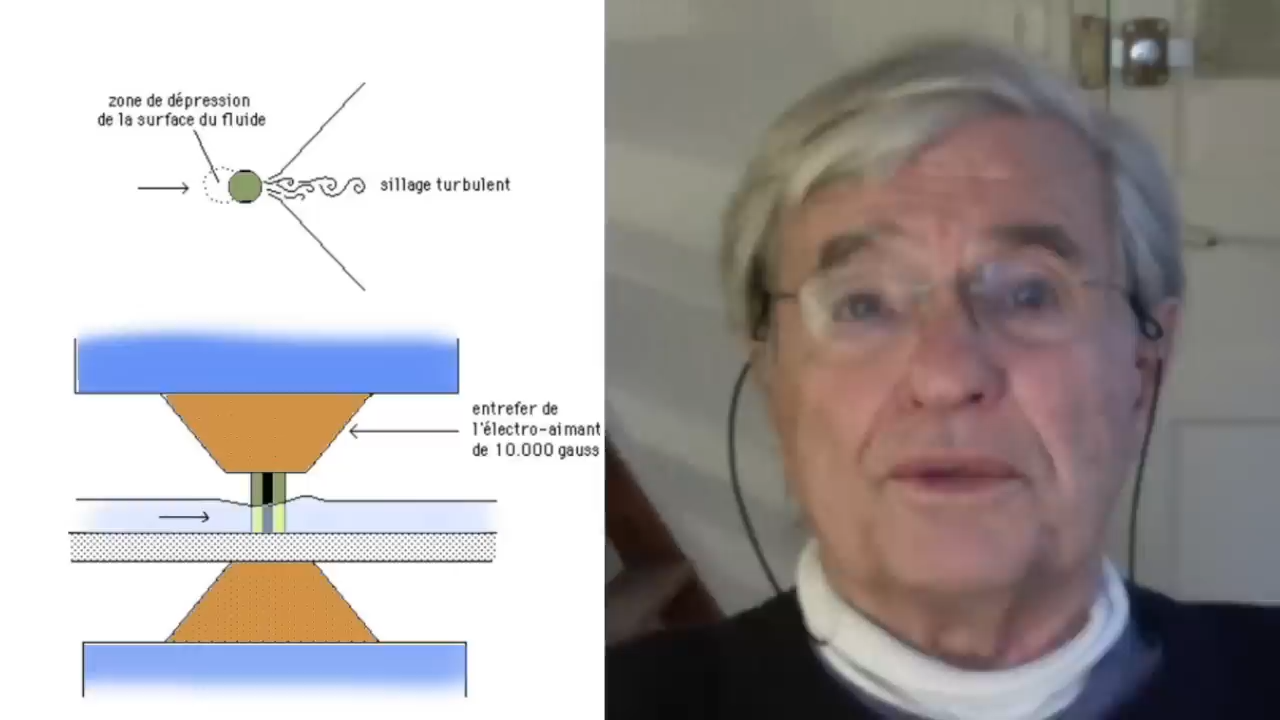 zone de dépression
de la surface du fluide
sillage turbulent
entrefer de
l'électro-aimant
de 10.000 gauss